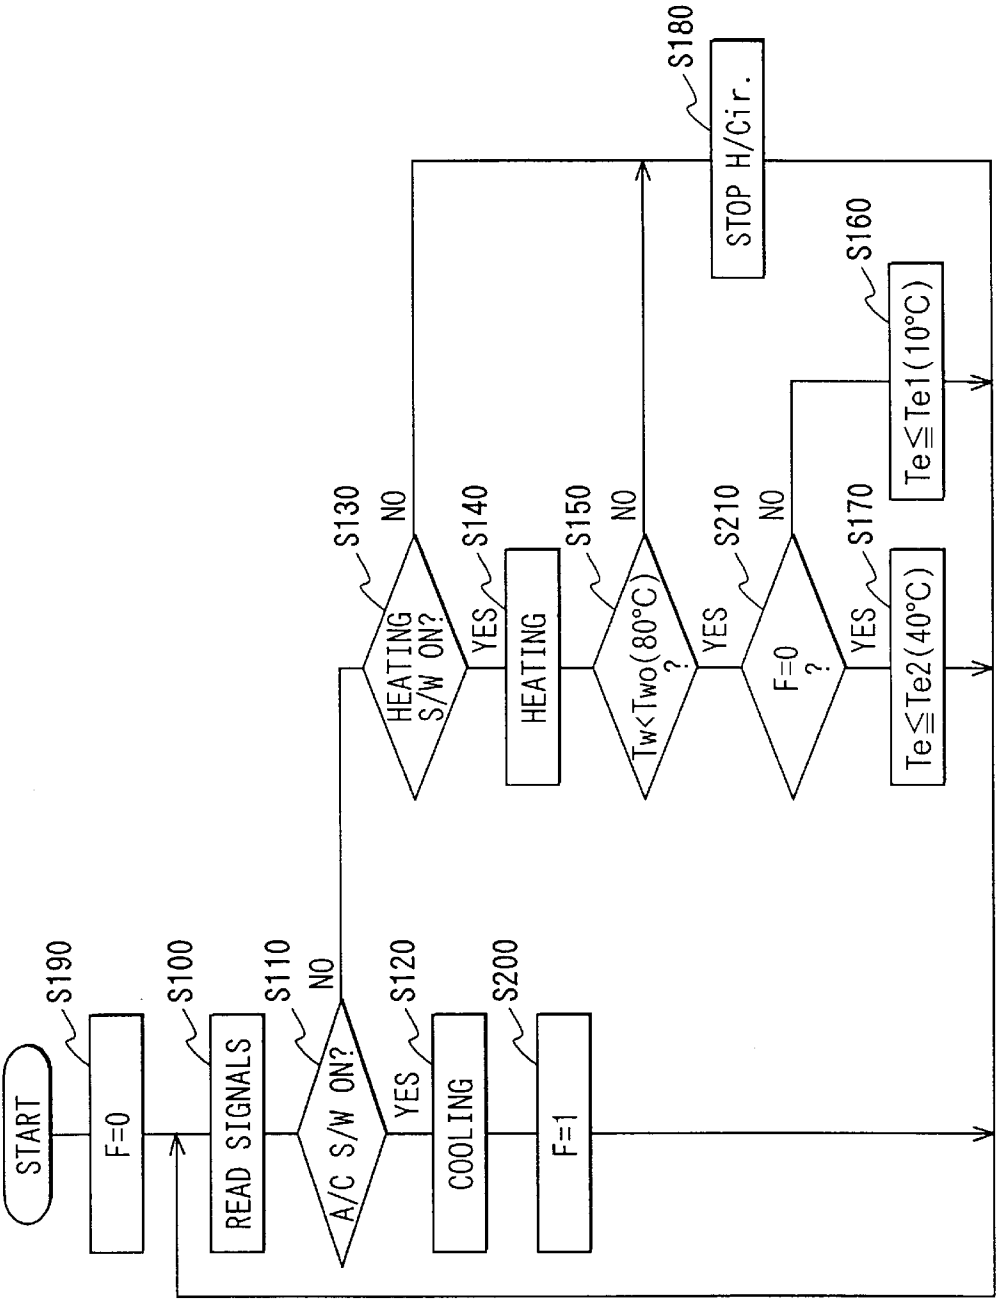 START
S190
F=0
S100
READ SIGNALS
S110
A/C S/W ON?
NO
YES
S120
COOLING
S200
F=1
S130
HEATING
S/W ON?
NO
YES
S140
HEATING
S150
Tw<Two(80°C)
?
NO
YES
S210
F=0
?
NO
YES
S170
Te≦Te2(40°C)
S160
Te≦Te1(10°C)
S180
STOP H/Cir.